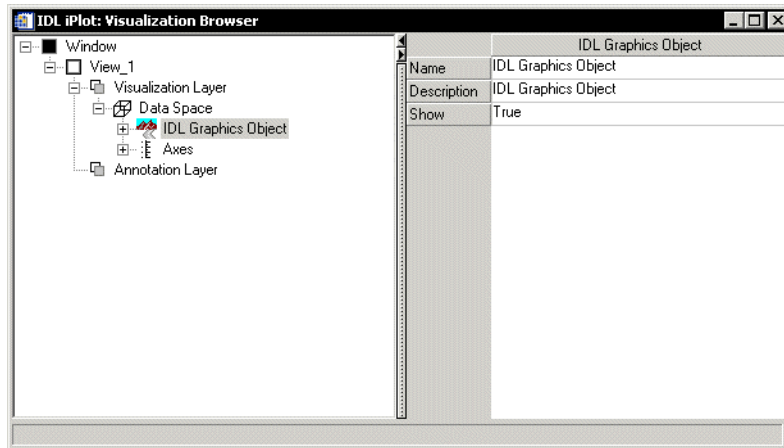 IDL iPlot: Visualization Browser
Window
View_1
Visualization Layer
Data Space
IDL Graphics Object
Axes
Annotation Layer
IDL Graphics Object
Name IDL Graphics Object
Description IDL Graphics Object
Show True